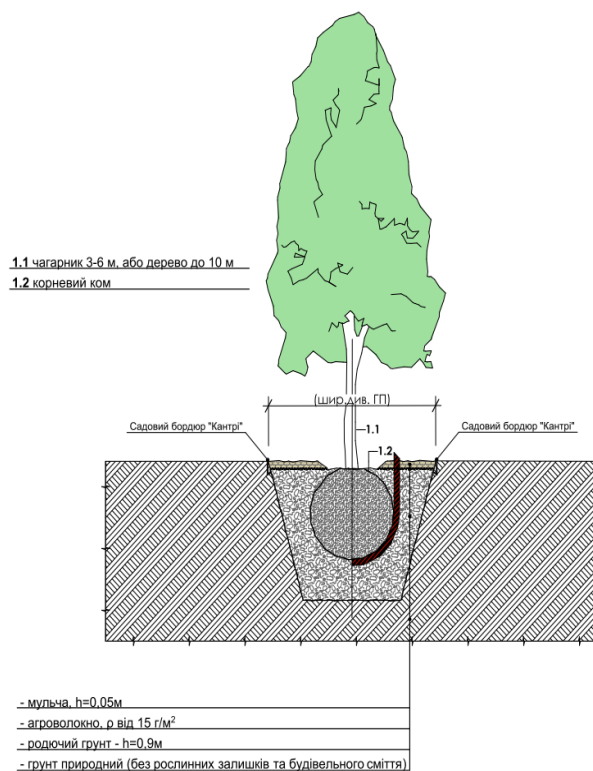 1.1 чагарник 3-6 м, або дерево до 10 м
1.2 корневий ком
(шир.див. ГП)
Садовий бордюр "Кантрі"
Садовий бордюр "Кантрі"
1.1
1.2
- мульча, h=0,05м
- агроволокно, ρ від 15 г/м²
- родючий грунт - h=0,9м
- грунт природний (без рослинних залишків та будівельного сміття)